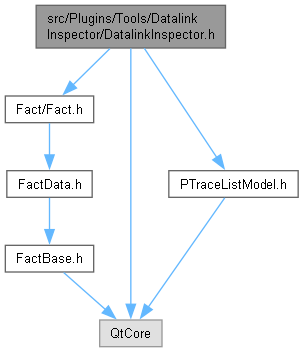 src/Plugins/Tools/Datalink
Inspector/DatalinkInspector.h
Fact/Fact.h
FactData.h
PTraceListModel.h
FactBase.h
QtCore